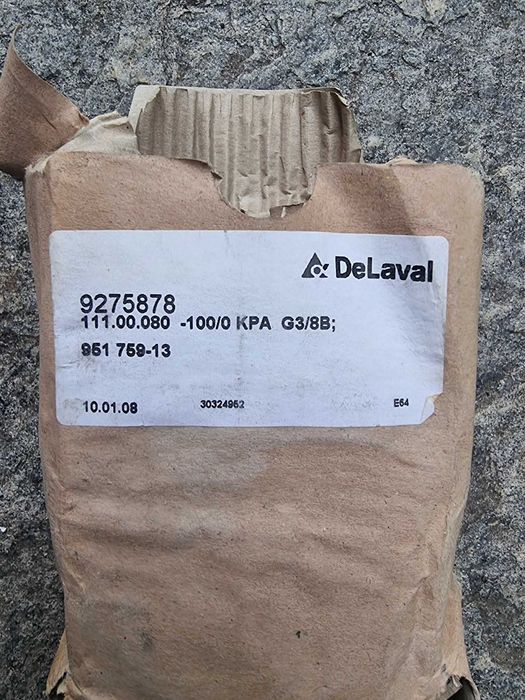 DeLaval
9275878
111.00.080 -100/0 KPA G3/8B;
951 759-13
10.01.08 30324952 E64